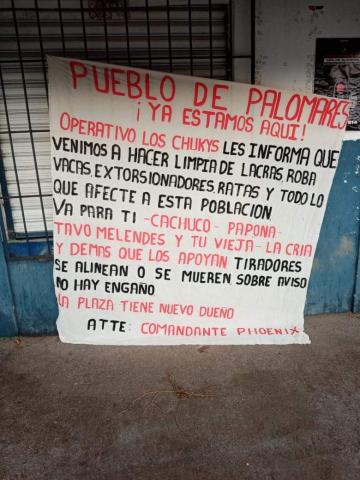 PUEBLO DE PALOMARES
¡YA ESTAMOS AQUI!
OPERATIVO LOS CHUKYS LES INFORMA QUE
VENIMOS A HACER LIMPIA DE LACRAS ROBA
VACAS, EXTORSIONADORES, RATAS Y TODO LO
QUE AFECTE A ESTA POBLACION
VA PARA TI - CACHUCO - PAPONA -
TAVO MELENDES Y TU VIEJA - LA CRIA
Y DEMAS QUE LOS APOYAN TIRADORES
SE ALINEAN O SE MUEREN SOBRE AVISO
NO HAY ENGAÑO
LA PLAZA TIENE NUEVO DUEÑO
ATTE: COMANDANTE PHOENIX